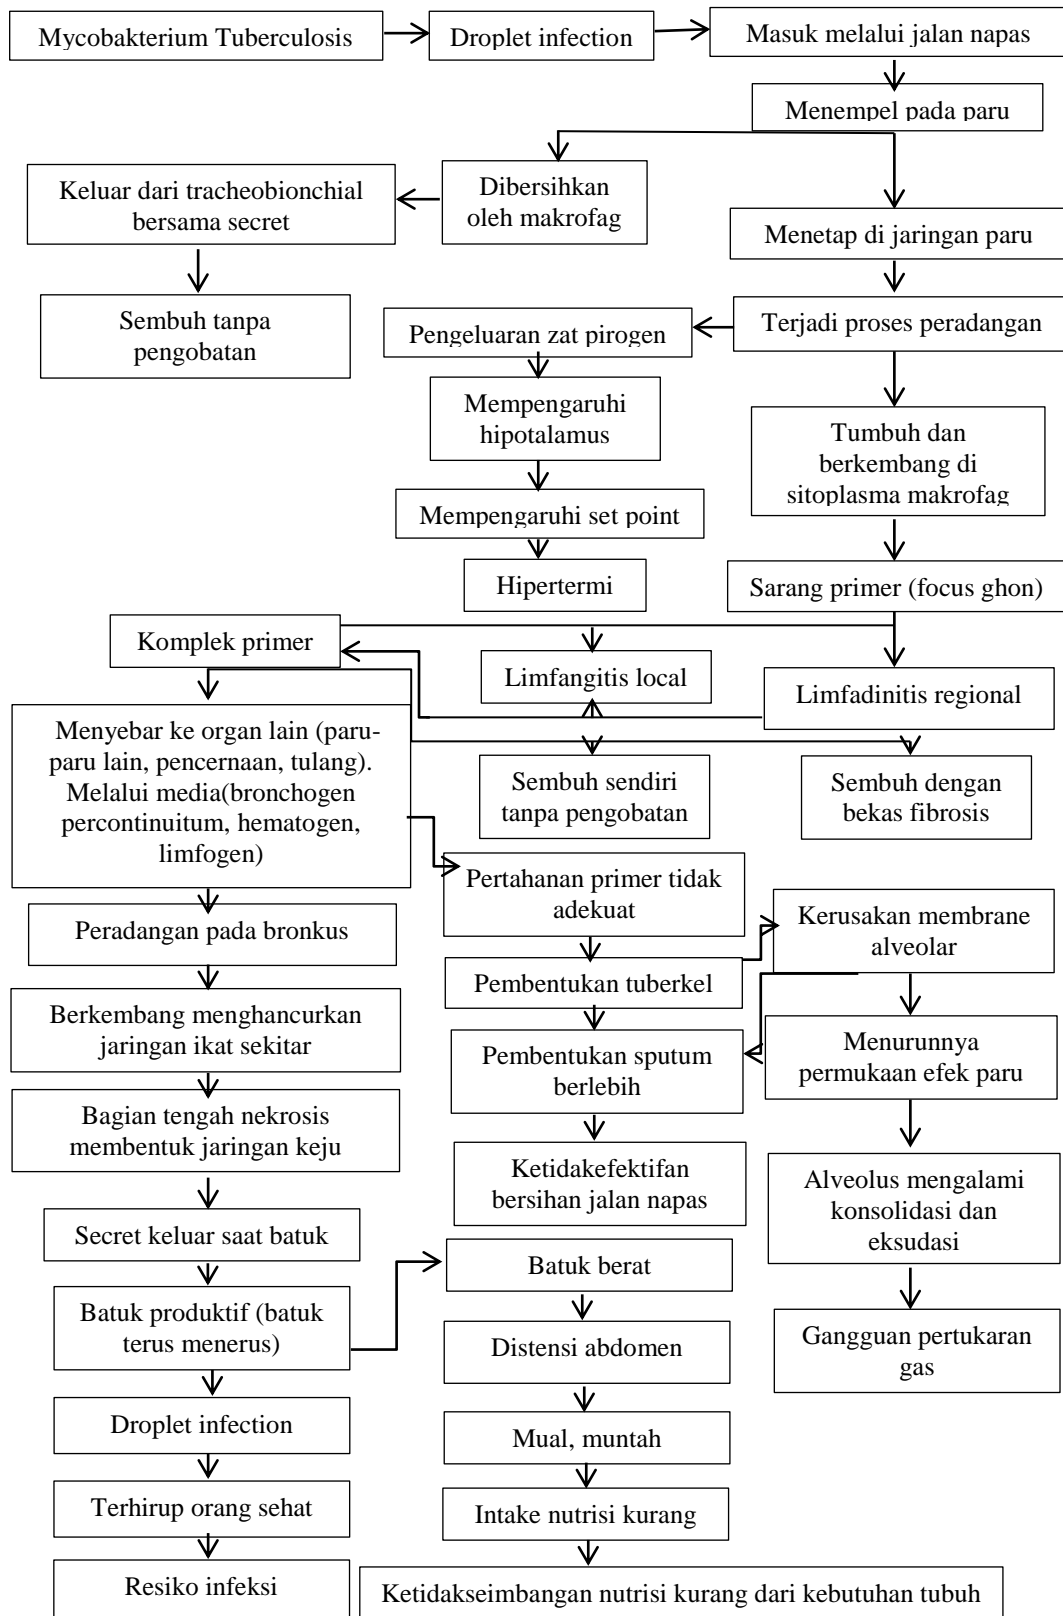 Mycobakterium Tuberculosis
Droplet infection
Masuk melalui jalan napas
Menempel pada paru
Keluar dari tracheobionchial
bersama secret
Dibersihkan
oleh makrofag
Menetap di jaringan paru
Sembuh tanpa
pengobatan
Pengeluaran zat pirogen
Terjadi proses peradangan
Mempengaruhi
hipotalamus
Tumbuh dan
berkembang di
sitoplasma makrofag
Mempengaruhi set point
Hipertermi
Sarang primer (focus ghon)
Komplek primer
Limfangitis local
Limfadinitis regional
Menyebar ke organ lain (paru-
paru lain, pencernaan, tulang).
Melalui media(bronchogen
percontinuitum, hematogen,
limfogen)
Sembuh sendiri
tanpa pengobatan
Sembuh dengan
bekas fibrosis
Pertahanan primer tidak
adekuat
Kerusakan membrane
alveolar
Peradangan pada bronkus
Pembentukan tuberkel
Berkembang menghancurkan
jaringan ikat sekitar
Pembentukan sputum
berlebih
Menurunnya
permukaan efek paru
Bagian tengah nekrosis
membentuk jaringan keju
Ketidakefektifan
bersihan jalan napas
Alveolus mengalami
konsolidasi dan
eksudasi
Secret keluar saat batuk
Batuk berat
Batuk produktif (batuk
terus menerus)
Distensi abdomen
Gangguan pertukaran
gas
Droplet infection
Mual, muntah
Terhirup orang sehat
Intake nutrisi kurang
Resiko infeksi
Ketidakseimbangan nutrisi kurang dari kebutuhan tubuh